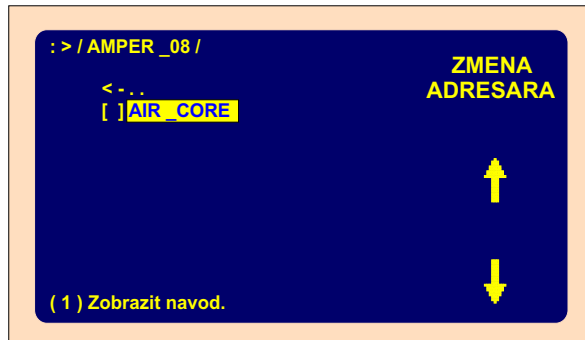 : > / AMPER _08 /
ZMENA
ADRESARA
< - . .
[ ] AIR _CORE
( 1 ) Zobrazit navod.